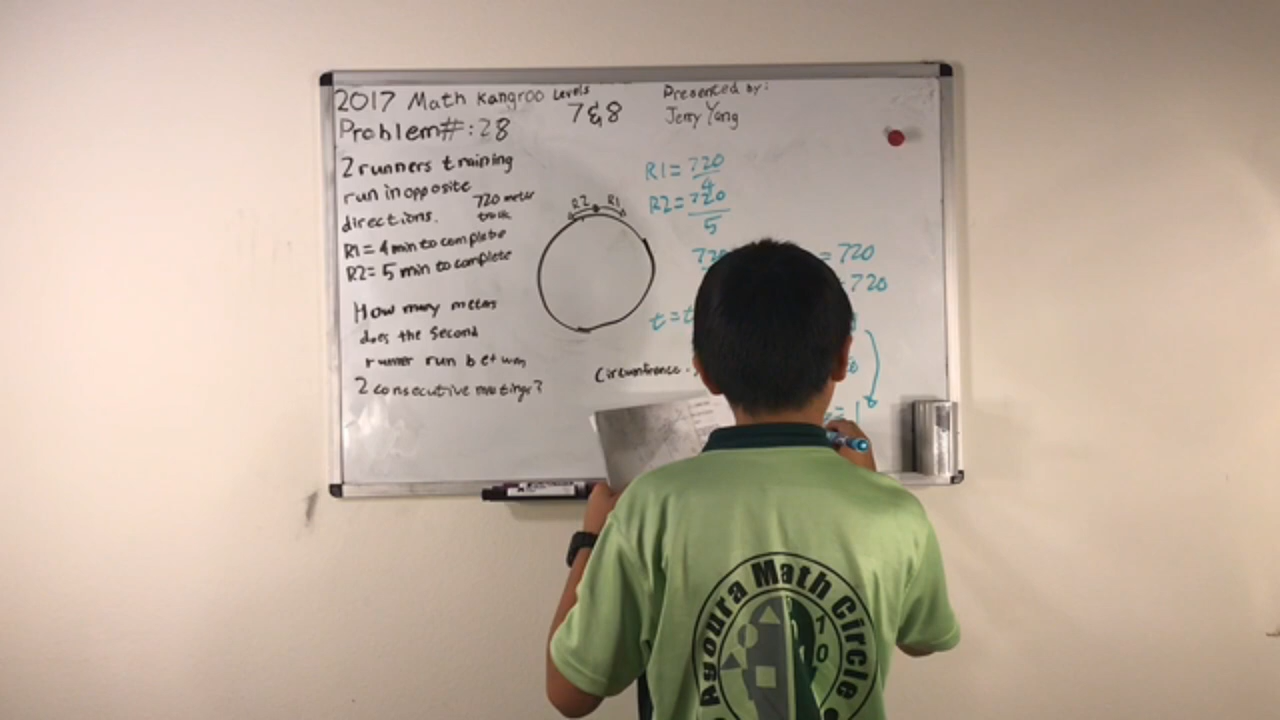 2017 Math Kangroo Levels
7 & 8
Problem#:28
Presented by:
Jerry Yang
2 runners training
run in opposite
directions.
720 meter
track
R1 = 4 min to complete
R2 = 5 min to complete
How many meters
does the Second
runner run between
2 consecutive meetings?
R2 R1
R1 = 720
4
R2 = 720
5
720
= 720
720
t = t
= 1
Agoura Math Circle